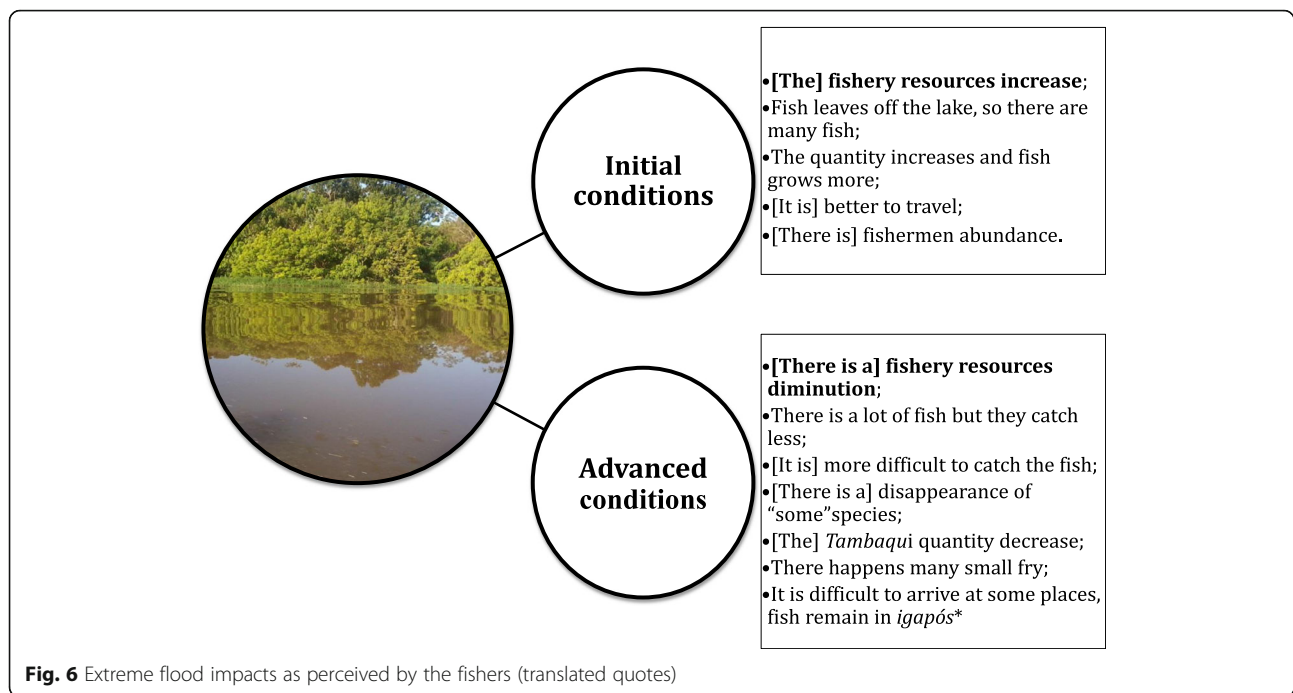 Initial
conditions
•[The] fishery resources increase;
•Fish leaves off the lake, so there are
many fish;
•The quantity increases and fish
grows more;
•[It is] better to travel;
•[There is] fishermen abundance.
Advanced
conditions
•[There is a] fishery resources
diminution;
•There is a lot of fish but they catch
less;
•[It is] more difficult to catch the fish;
•[There is a] disappearance of
“some”species;
•[The] Tambaqui quantity decrease;
•There happens many small fry;
•It is difficult to arrive at some places,
fish remain in igapós*
Fig. 6 Extreme flood impacts as perceived by the fishers (translated quotes)